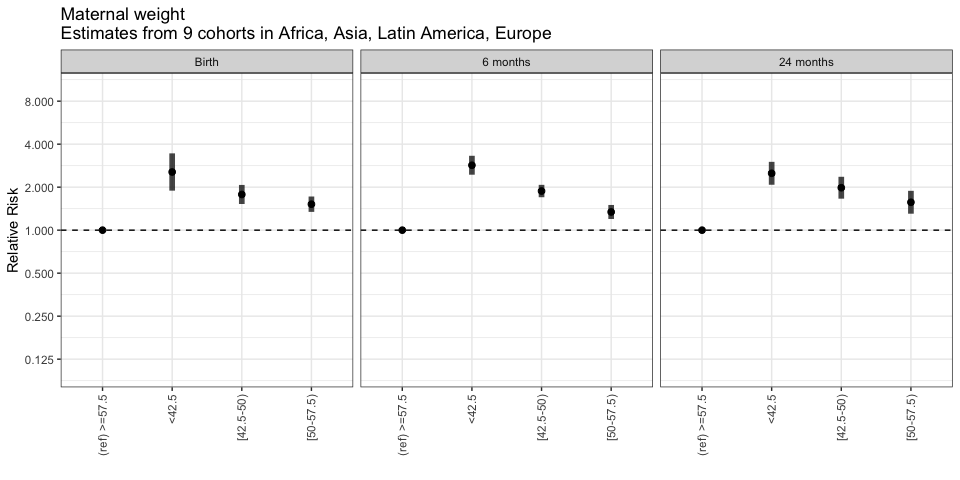 Maternal weight
Estimates from 9 cohorts in Africa, Asia, Latin America, Europe
Birth
6 months
24 months
Relative Risk
8.000
4.000
2.000
1.000
0.500
0.250
0.125
(ref) >=57.5
<42.5
[42.5-50)
[50-57.5)
(ref) >=57.5
<42.5
[42.5-50)
[50-57.5)
(ref) >=57.5
<42.5
[42.5-50)
[50-57.5)